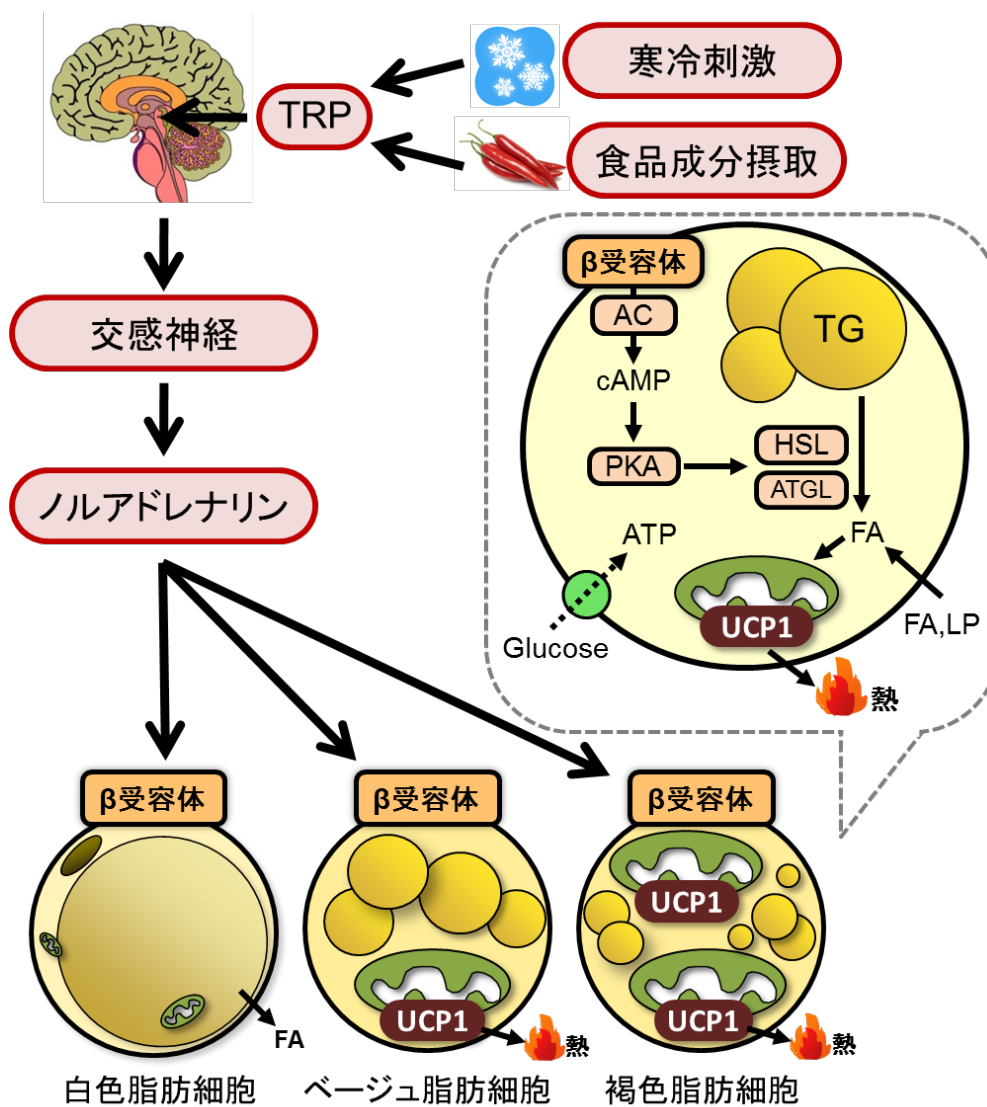 寒冷刺激
TRP
食品成分摂取
交感神経
ノルアドレナリン
β受容体
AC
cAMP
PKA
HSL
ATGL
TG
FA
ATP
Glucose
UCP1
FA,LP
熱
β受容体
FA
白色脂肪細胞
β受容体
UCP1
熱
ベージュ脂肪細胞
β受容体
UCP1
UCP1
熱
褐色脂肪細胞